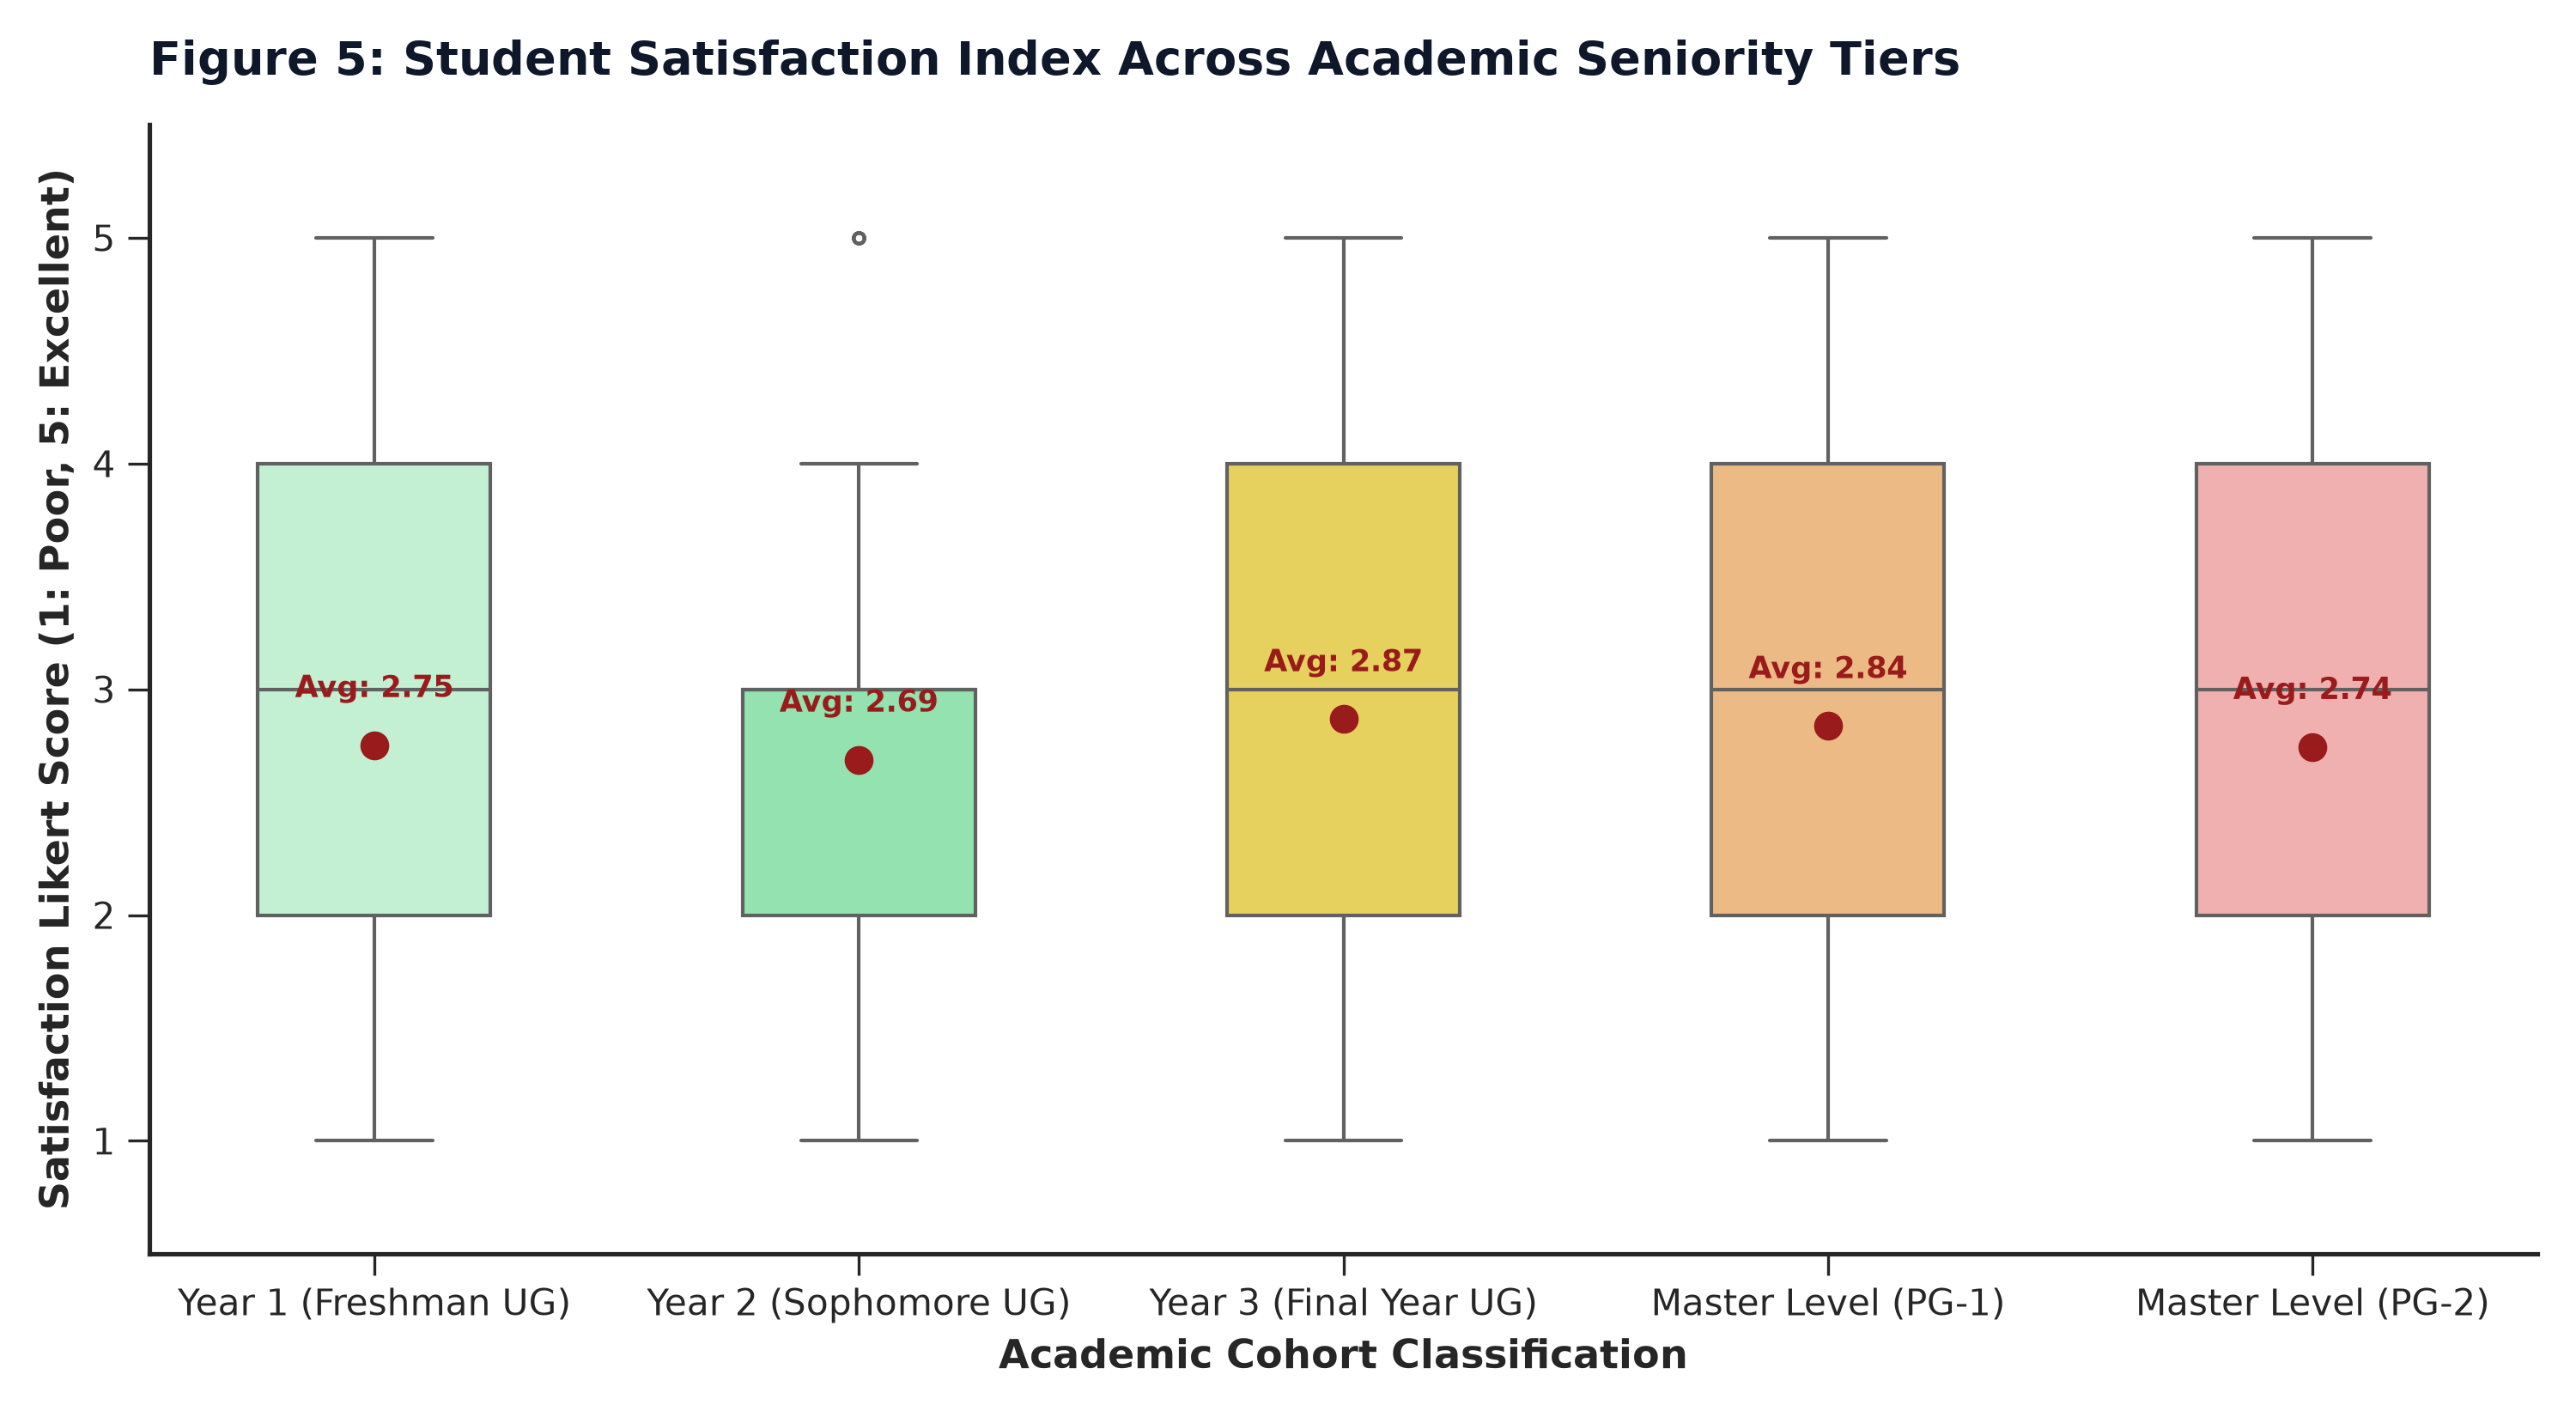 Figure 5: Student Satisfaction Index Across Academic Seniority Tiers
Satisfaction Likert Score (1: Poor, 5: Excellent)
5
4
3
2
1
Avg: 2.75
Avg: 2.69
Avg: 2.87
Avg: 2.84
Avg: 2.74
Year 1 (Freshman UG)
Year 2 (Sophomore UG)
Year 3 (Final Year UG)
Master Level (PG-1)
Master Level (PG-2)
Academic Cohort Classification